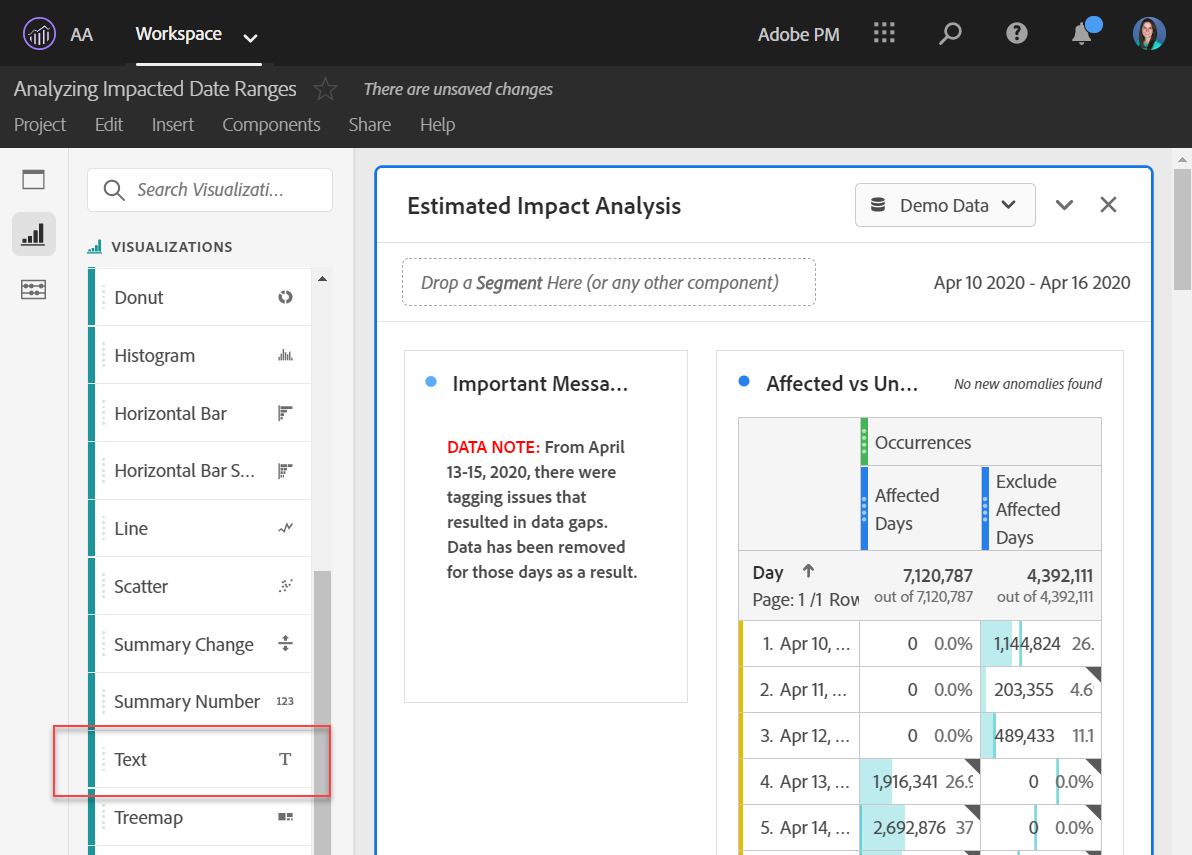 AA
Workspace
Adobe PM
Analyzing Impacted Date Ranges
There are unsaved changes
Project Edit Insert Components Share Help
Search Visualizati...
VISUALIZATIONS
Donut
Histogram
Horizontal Bar
Horizontal Bar S...
Line
Scatter
Summary Change
Summary Number 123
Text T
Treemap
Estimated Impact Analysis
Demo Data
Drop a Segment Here (or any other component)
Apr 10 2020 - Apr 16 2020
Important Messa...
DATA NOTE: From April
13-15, 2020, there were
tagging issues that
resulted in data gaps.
Data has been removed
for those days as a result.
Affected vs Un...
No new anomalies found
Occurrences
Affected
Days
Exclude
Affected
Days
Day
Page: 1 /1 Row
7,120,787
out of 7,120,787
4,392,111
out of 4,392,111
1. Apr 10, ... 0 0.0% 1,144,824 26.
2. Apr 11, ... 0 0.0% 203,355 4.6
3. Apr 12, ... 0 0.0% 489,433 11.1
4. Apr 13, ... 1,916,341 26.9 0 0.0%
5. Apr 14, ... 2,692,876 37 0 0.0%